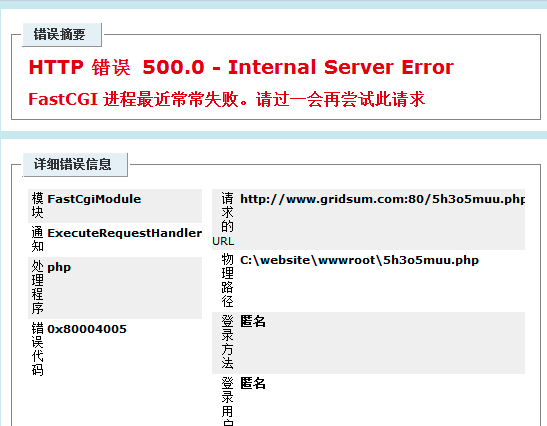 错误摘要
HTTP 错误 500.0 - Internal Server Error
FastCGI 进程最近常常失败。请过一会再尝试此请求
详细错误信息
模块 FastCgiModule
通知 ExecuteRequestHandler
处理程序 php
错误代码 0x80004005
请求的 URL http://www.gridsum.com:80/5h3o5muu.php
物理路径 C:\website\wwwroot\5h3o5muu.php
登录方法 匿名
登录用户 匿名